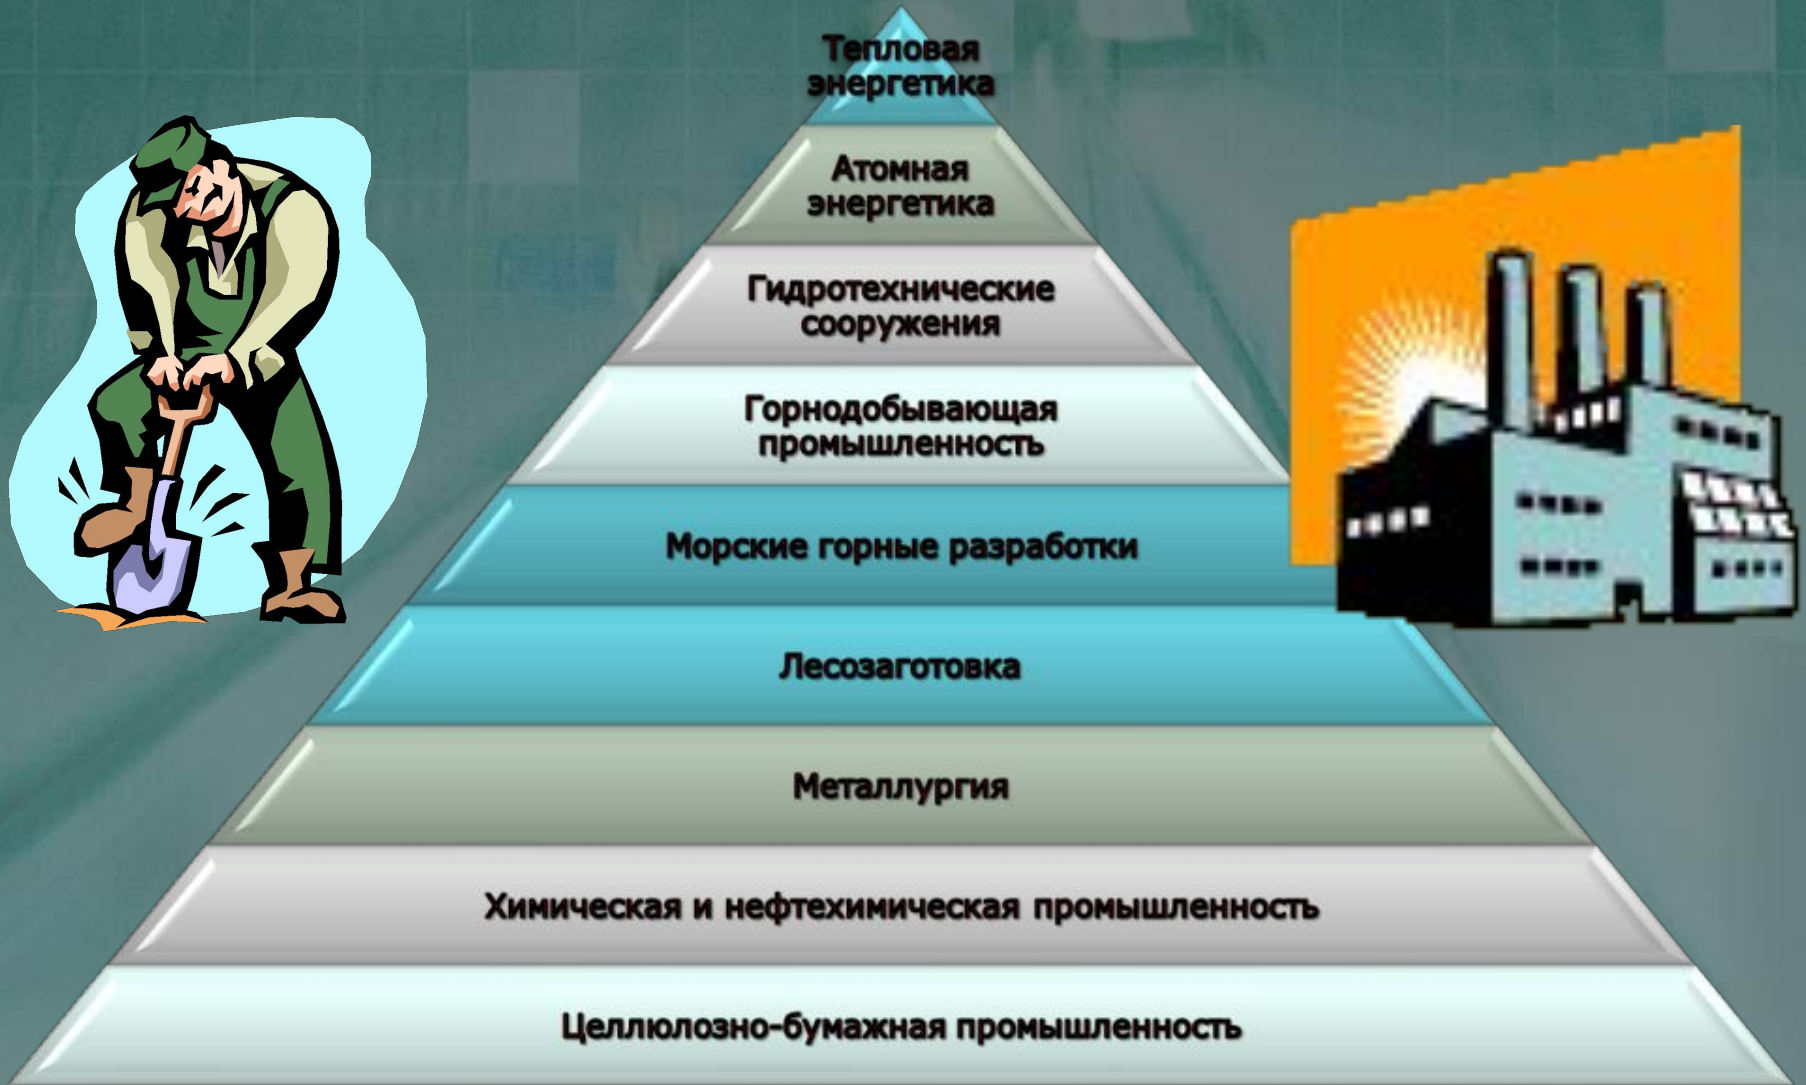 Тепловая
энергетика
Атомная
энергетика
Гидротехнические
сооружения
Горнодобывающая
промышленность
Морские горные разработки
Лесозаготовка
Металлургия
Химическая и нефтехимическая промышленность
Целлюлозно-бумажная промышленность